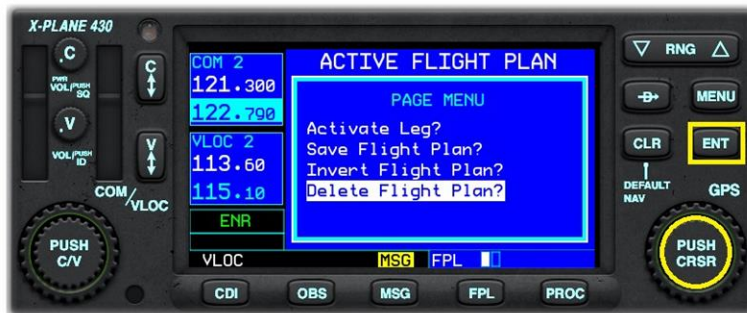 X-PLANE 430
.C
PWR
VOL/PUSH
SQ
.V
VOL/PUSH
ID
C
V
COM/VLOC
PUSH
C/V
COM 2
121.300
122.790
VLOC 2
113.60
115.10
ENR
VLOC
ACTIVE FLIGHT PLAN
PAGE MENU
Activate Leg?
Save Flight Plan?
Invert Flight Plan?
Delete Flight Plan?
MSG
FPL
CDI
OBS
MSG
FPL
PROC
RNG
D
MENU
CLR
ENT
DEFAULT
NAV
GPS
PUSH
CRSR